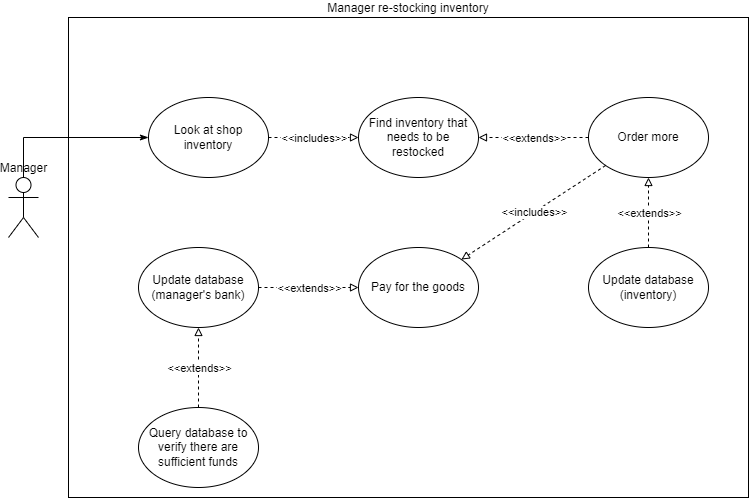 Manager re-stocking inventory
Look at shop
inventory
<<includes>>
Find inventory that
needs to be
restocked
<<extends>>
Order more
Manager
<<includes>>
<<extends>>
Update database
(manager's bank)
<<extends>>
Pay for the goods
Update database
(inventory)
<<extends>>
Query database to
verify there are
sufficient funds